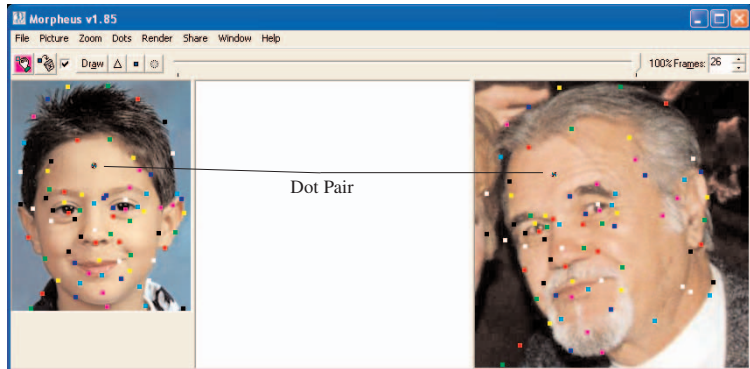 Morpheus v1.85
File Picture Zoom Dots Render Share Window Help
Draw 100% Frames: 26
Dot Pair